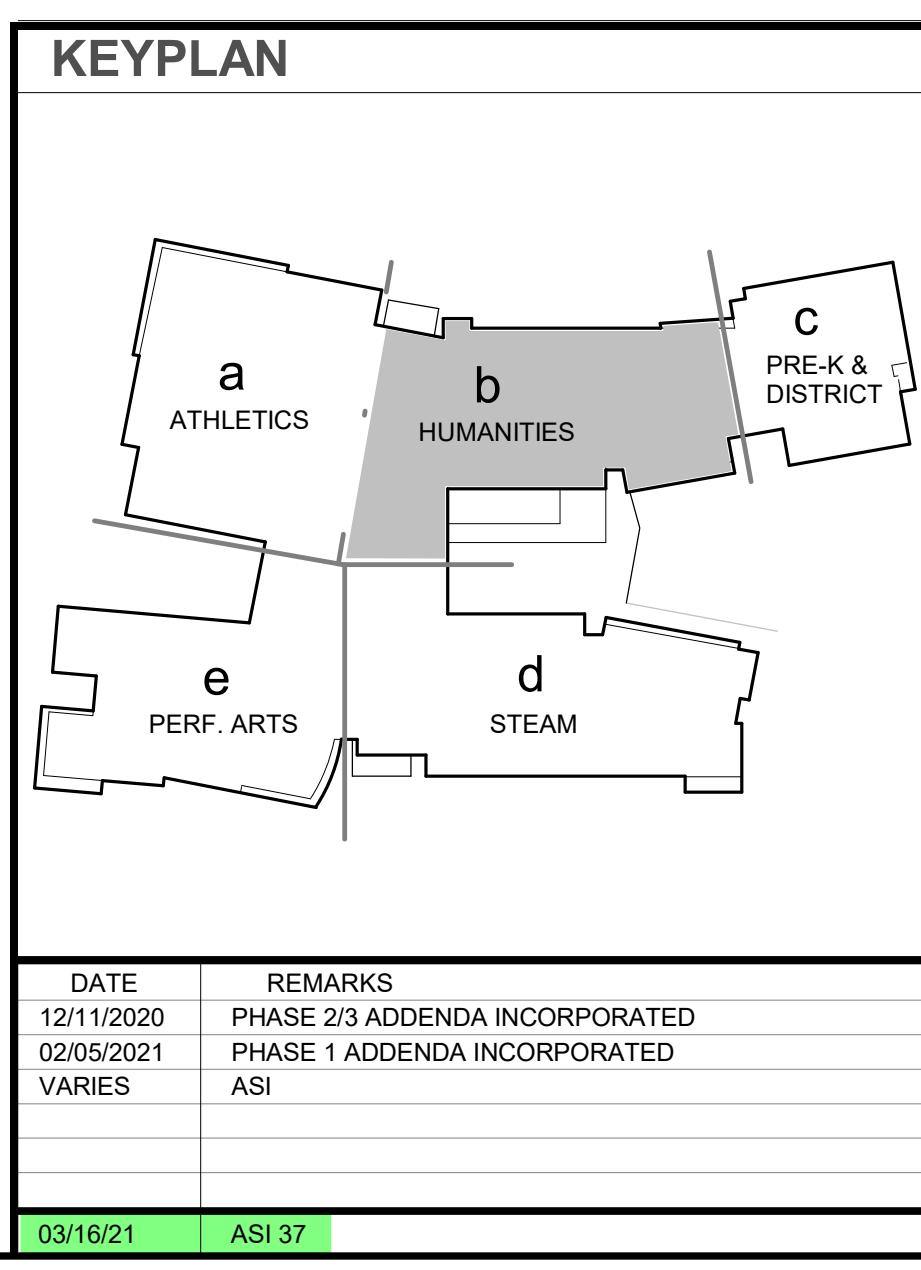 KEYPLAN
a
ATHLETICS
b
HUMANITIES
c
PRE-K &
DISTRICT
e
PERF. ARTS
d
STEAM
DATE REMARKS
12/11/2020 PHASE 2/3 ADDENDA INCORPORATED
02/05/2021 PHASE 1 ADDENDA INCORPORATED
VARIES ASI
03/16/21 ASI 37